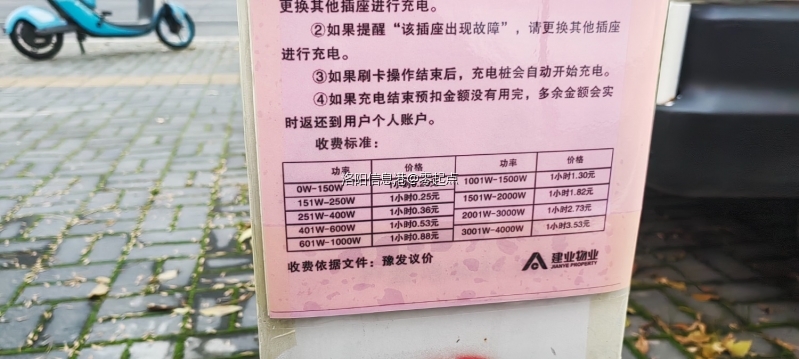 更换其他插座进行充电。
②如果提醒“该插座出现故障”，请更换其他插座
进行充电。
③如果刷卡操作结束后，充电桩会自动开始充电。
④如果充电结束预扣金额没有用完，多余金额会实
时返还到用户个人账户。
收费标准：
功率 价格 功率 价格
0W-150W 1001W-1500W 1小时1.30元
洛阳信息港@零起点
151W-250W 1小时0.25元 1501W-2000W 1小时1.82元
251W-400W 1小时0.36元 2001W-3000W 1小时2.73元
401W-600W 1小时0.53元 3001W-4000W 1小时3.53元
601W-1000W 1小时0.88元
收费依据文件：豫发议价
建业物业
JIANYE PROPERTY